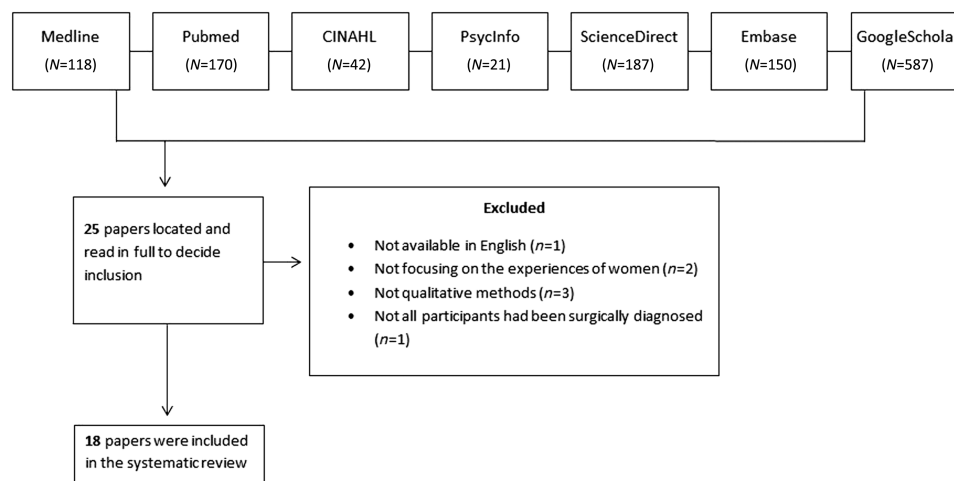 Medline
(N=118)
Pubmed
(N=170)
CINAHL
(N=42)
PsycInfo
(N=21)
ScienceDirect
(N=187)
Embase
(N=150)
GoogleSchola
(N=587)
25 papers located and
read in full to decide
inclusion
Excluded
• Not available in English (n=1)
• Not focusing on the experiences of women (n=2)
• Not qualitative methods (n=3)
• Not all participants had been surgically diagnosed
(n=1)
18 papers were included
in the systematic review